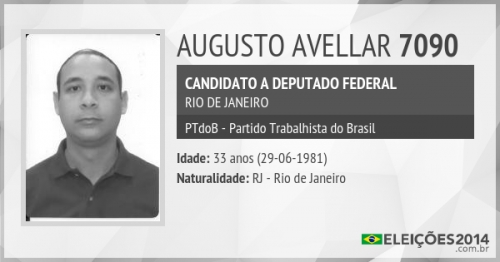 AUGUSTO AVELLAR 7090
CANDIDATO A DEPUTADO FEDERAL
RIO DE JANEIRO
PTdoB - Partido Trabalhista do Brasil
Idade: 33 anos (29-06-1981)
Naturalidade: RJ - Rio de Janeiro
ELEIÇÕES2014
.com.br